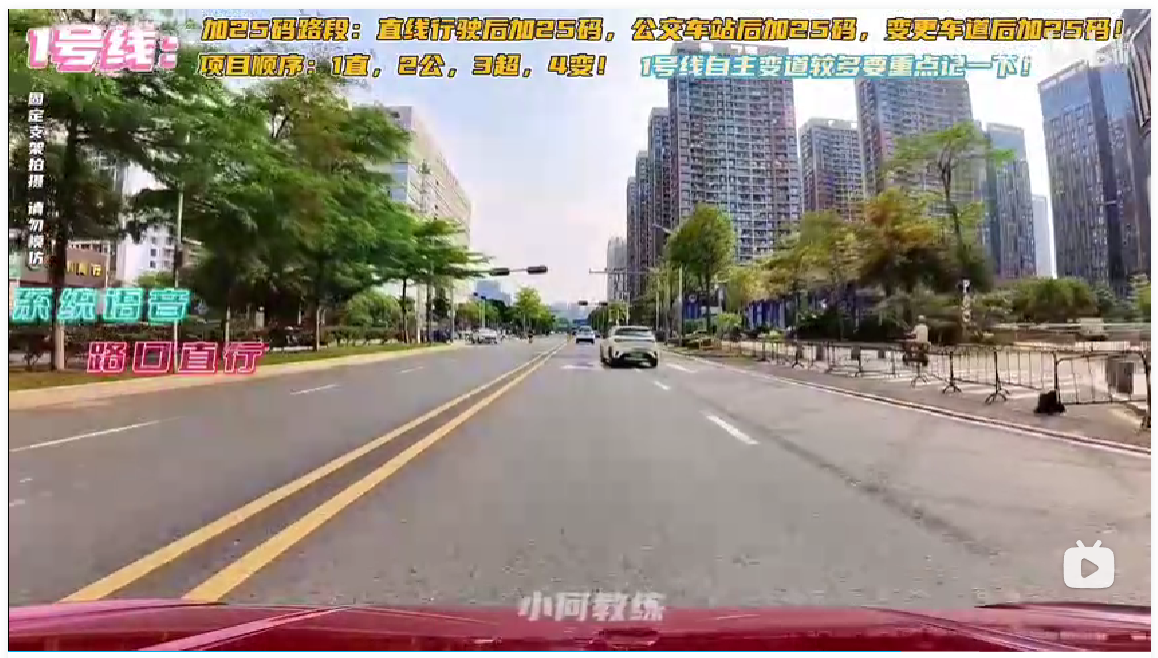 1号线:
加25码路段：直线行驶后加25码，公交车站后加25码，变更车道后加25码！
项目顺序：1直，2公，3超，4变！
1号线自主变道较多要重点记一下！
固定支架拍摄 请勿模仿
系统语音
路口直行
小阿教练